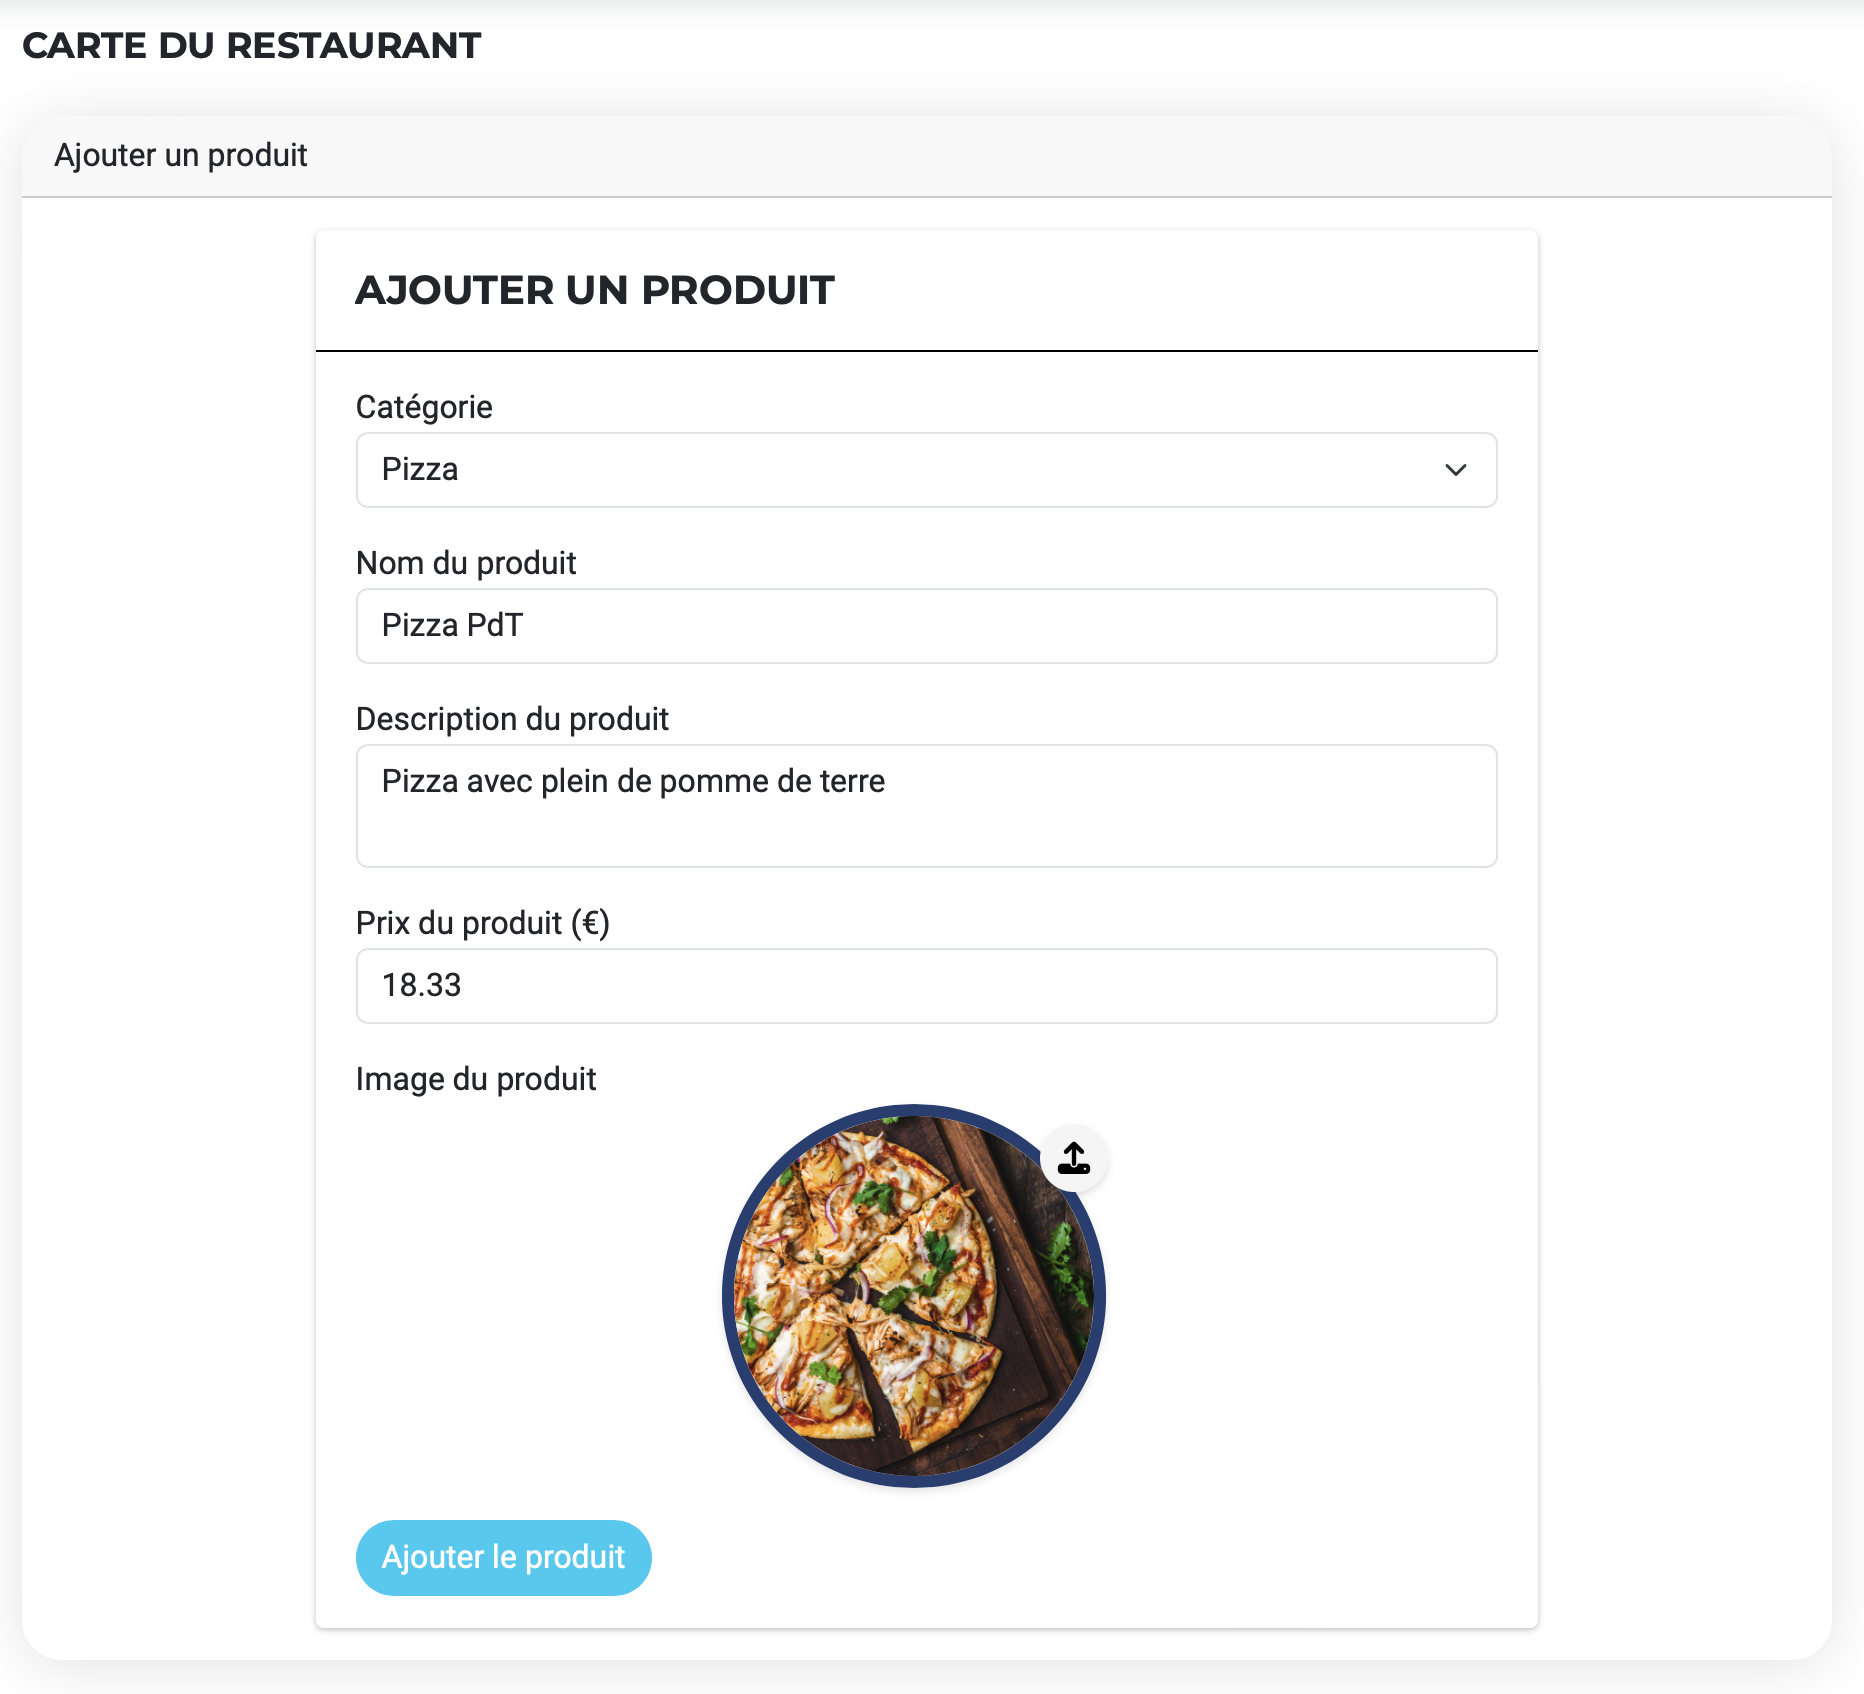 CARTE DU RESTAURANT
Ajouter un produit
AJOUTER UN PRODUIT
Catégorie
Pizza
Nom du produit
Pizza PdT
Description du produit
Pizza avec plein de pomme de terre
Prix du produit (€)
18.33
Image du produit
Ajouter le produit